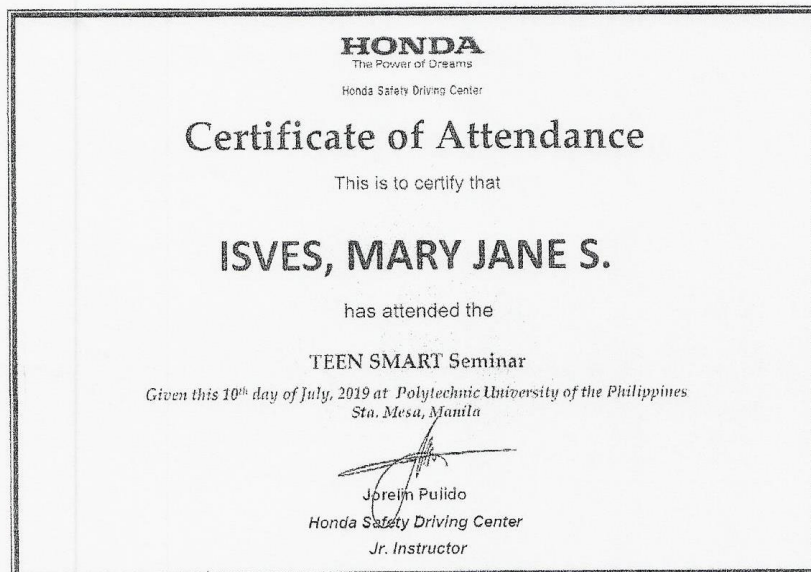 HONDA
The Power of Dreams
Honda Safety Driving Center
Certificate of Attendance
This is to certify that
ISVES, MARY JANE S.
has attended the
TEEN SMART Seminar
Given this 10th day of July, 2019 at Polytechnic University of the Philippines
Sta. Mesa, Manila
Jorelin Pulido
Honda Safety Driving Center
Jr. Instructor